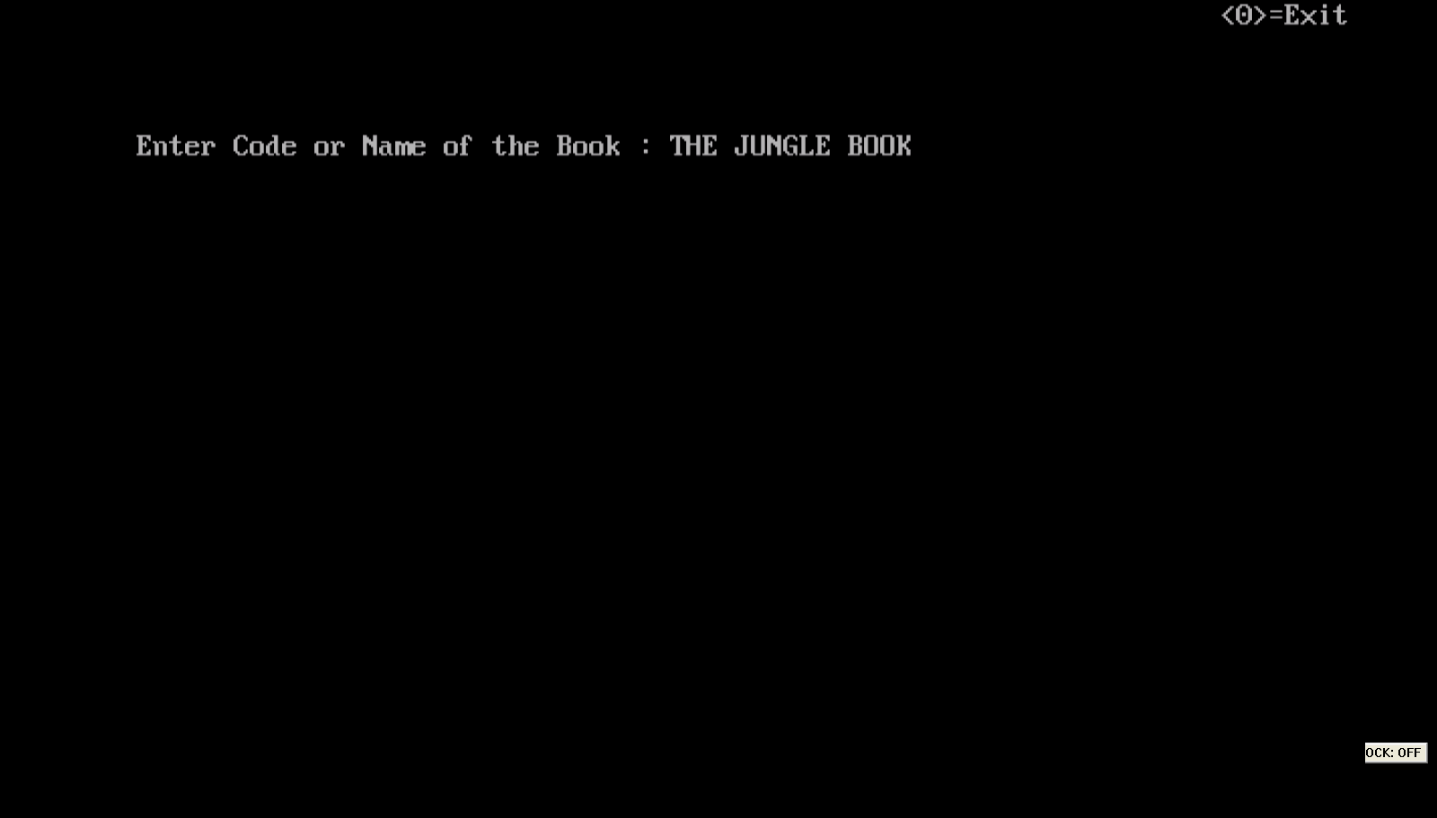 <0>=Exit
Enter Code or Name of the Book : THE JUNGLE BOOK
OCK: OFF